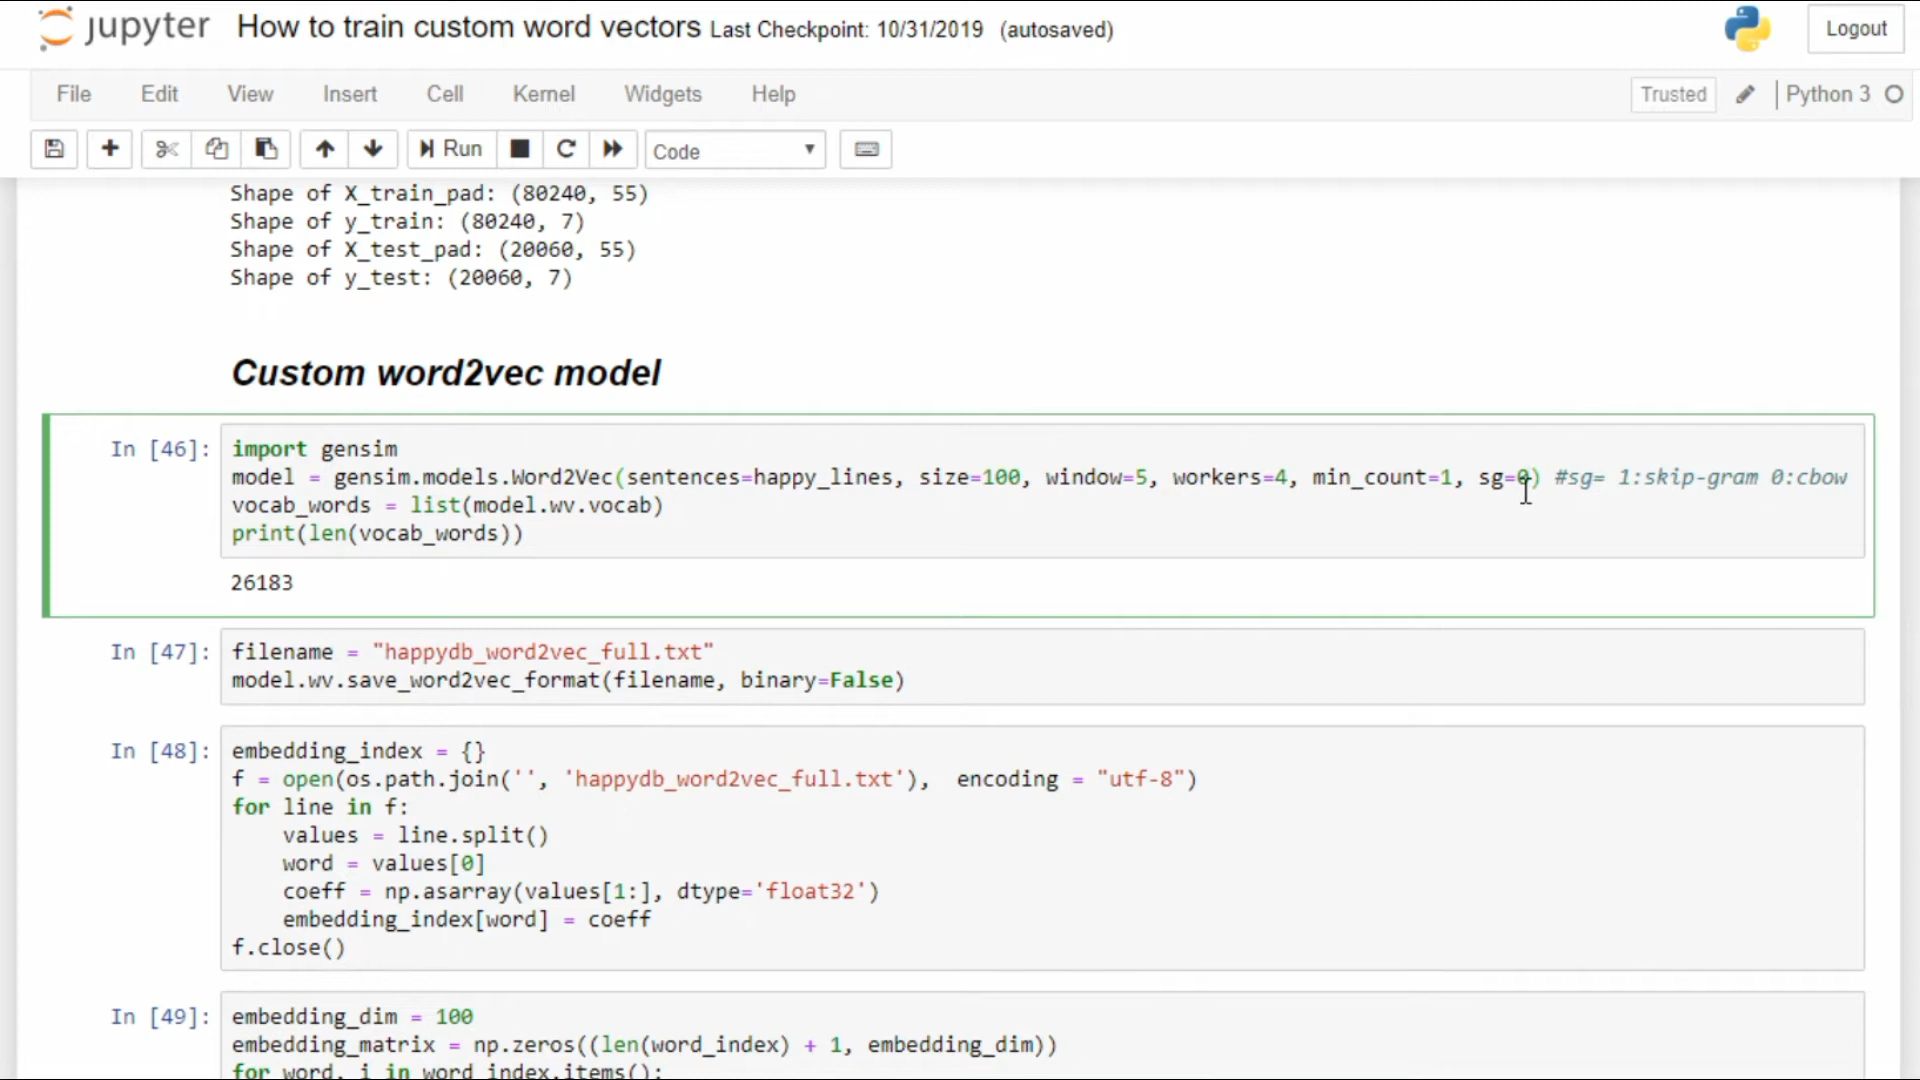 jupyter How to train custom word vectors Last Checkpoint: 10/31/2019 (autosaved) Logout
File Edit View Insert Cell Kernel Widgets Help Trusted Python 3
Run Code
Shape of X_train_pad: (80240, 55)
Shape of y_train: (80240, 7)
Shape of X_test_pad: (20060, 55)
Shape of y_test: (20060, 7)
Custom word2vec model
In [46]: import gensim
model = gensim.models.Word2Vec(sentences=happy_lines, size=100, window=5, workers=4, min_count=1, sg=0) #sg= 1:skip-gram 0:cbow
vocab_words = list(model.wv.vocab)
print(len(vocab_words))
26183
In [47]: filename = "happydb_word2vec_full.txt"
model.wv.save_word2vec_format(filename, binary=False)
In [48]: embedding_index = {}
f = open(os.path.join('', 'happydb_word2vec_full.txt'),  encoding = "utf-8")
for line in f:
    values = line.split()
    word = values[0]
    coeff = np.asarray(values[1:], dtype='float32')
    embedding_index[word] = coeff
f.close()
In [49]: embedding_dim = 100
embedding_matrix = np.zeros((len(word_index) + 1, embedding_dim))
for word, i in word_index.items():